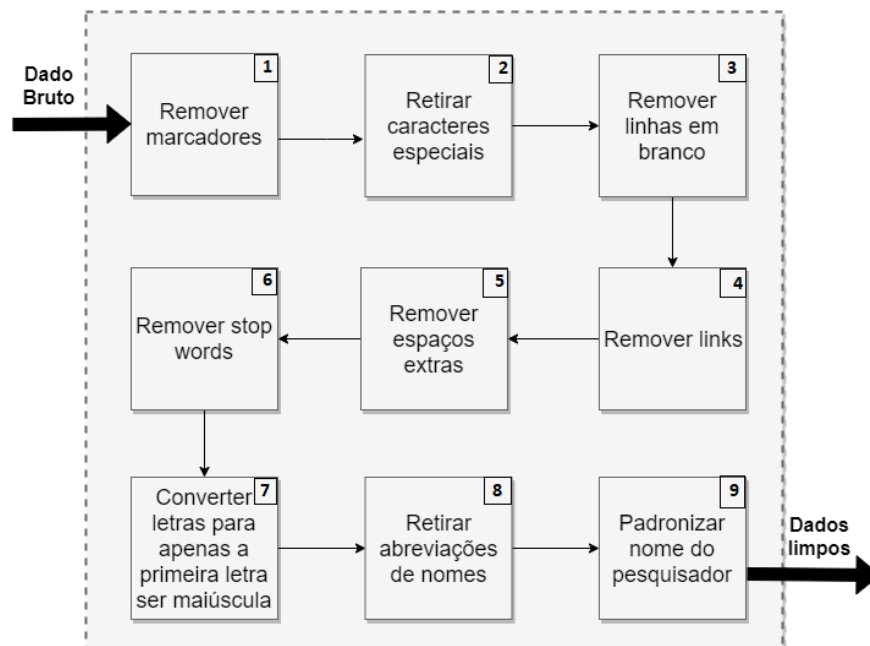 Dado
Bruto
1
Remover
marcadores
2
Retirar
caracteres
especiais
3
Remover
linhas em
branco
4
Remover links
5
Remover
espaços
extras
6
Remover stop
words
7
Converter
letras para
apenas a
primeira letra
ser maiúscula
8
Retirar
abreviações
de nomes
9
Padronizar
nome do
pesquisador
Dados
limpos